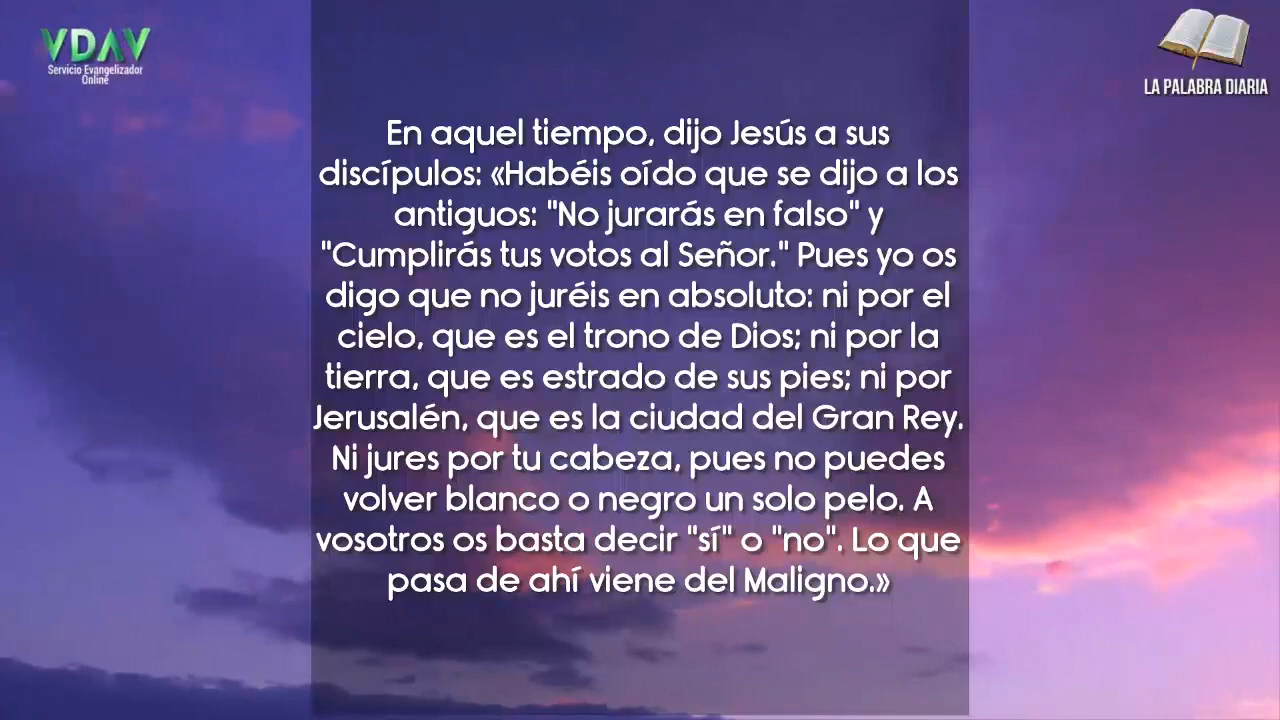 VDAV
Servicio Evangelizador
Online
LA PALABRA DIARIA
En aquel tiempo, dijo Jesús a sus
discípulos: «Habéis oído que se dijo a los
antiguos: "No jurarás en falso" y
"Cumplirás tus votos al Señor." Pues yo os
digo que no juréis en absoluto: ni por el
cielo, que es el trono de Dios; ni por la
tierra, que es estrado de sus pies; ni por
Jerusalén, que es la ciudad del Gran Rey.
Ni jures por tu cabeza, pues no puedes
volver blanco o negro un solo pelo. A
vosotros os basta decir "sí" o "no". Lo que
pasa de ahí viene del Maligno.»